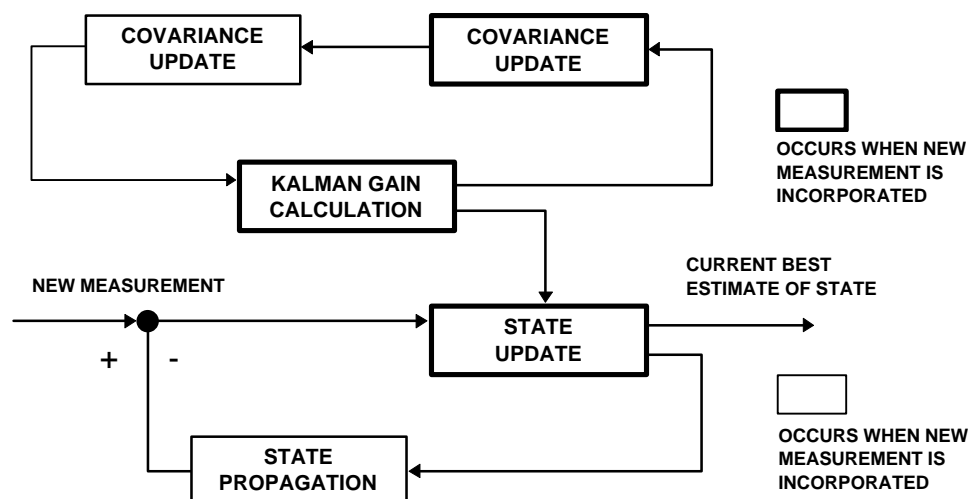 COVARIANCE
UPDATE
COVARIANCE
UPDATE
OCCURS WHEN NEW
MEASUREMENT IS
INCORPORATED
KALMAN GAIN
CALCULATION
NEW MEASUREMENT
CURRENT BEST
ESTIMATE OF STATE
STATE
UPDATE
+ -
STATE
PROPAGATION
OCCURS WHEN NEW
MEASUREMENT IS
INCORPORATED